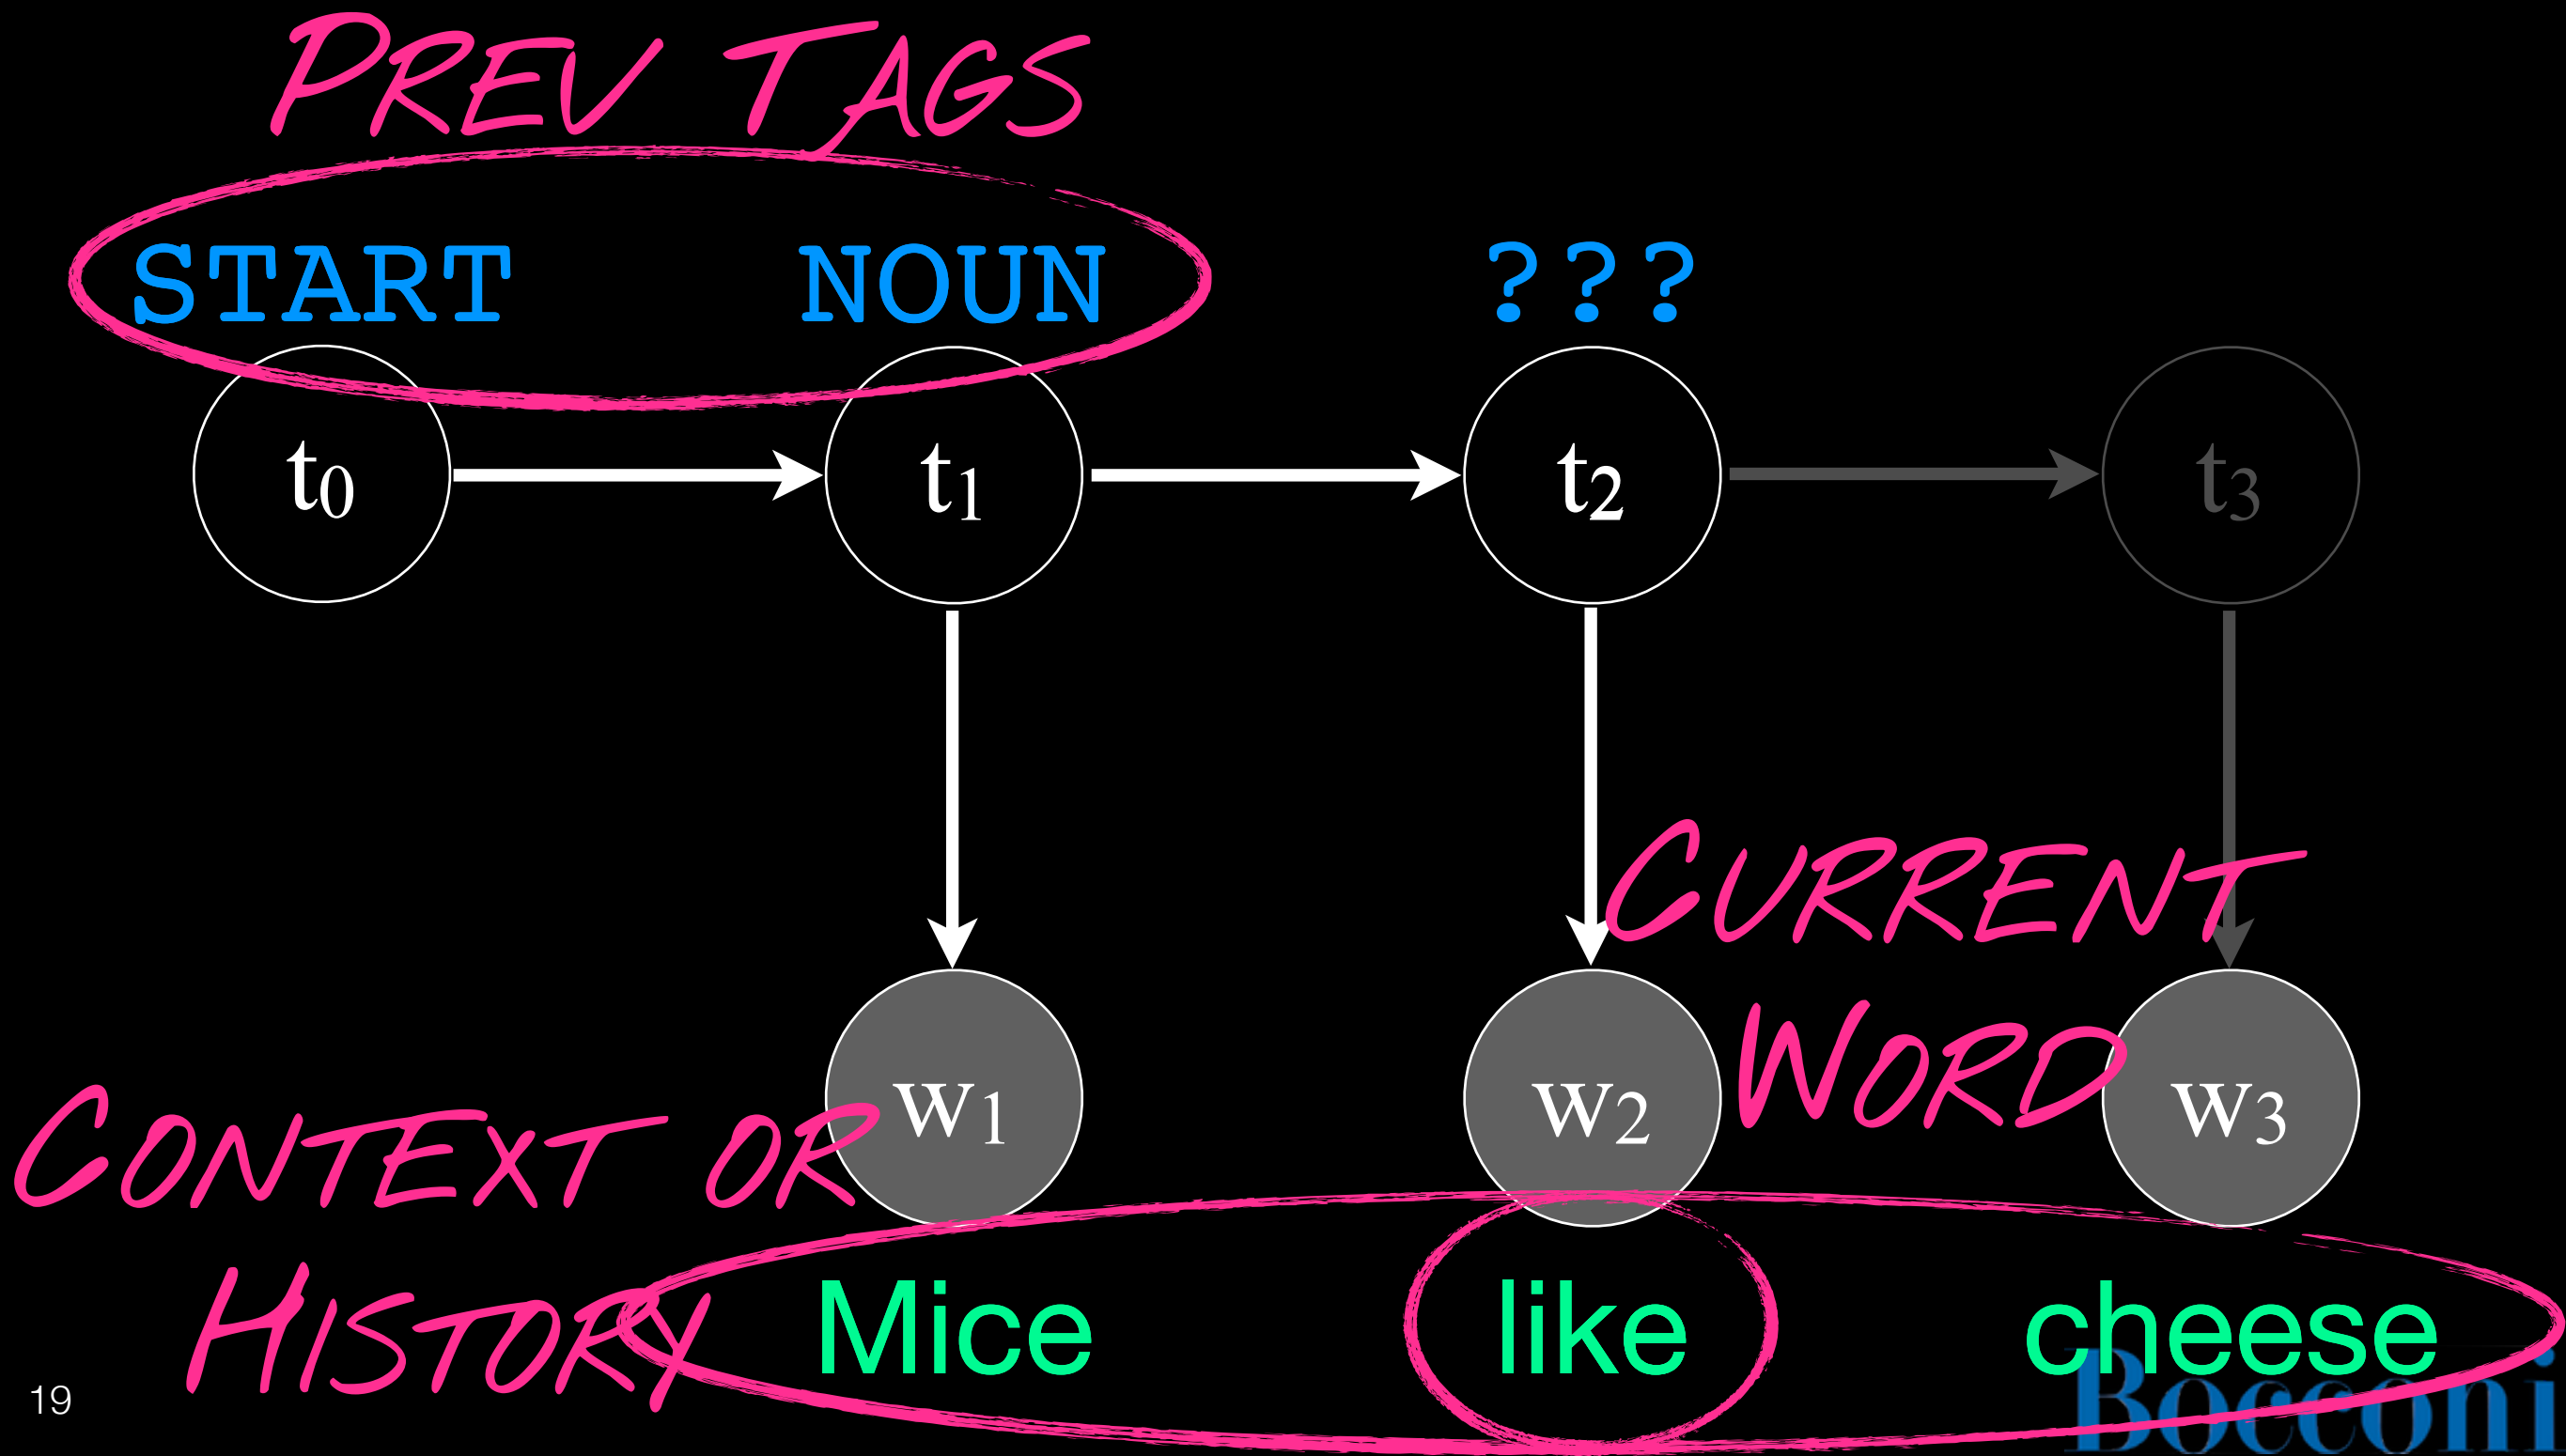 PREV TAGS
START NOUN ???
t0 t1 t2 t3
CURRENT
WORD
w1 w2 w3
CONTEXT OR
HISTORY
Mice like cheese
19
Bocconi